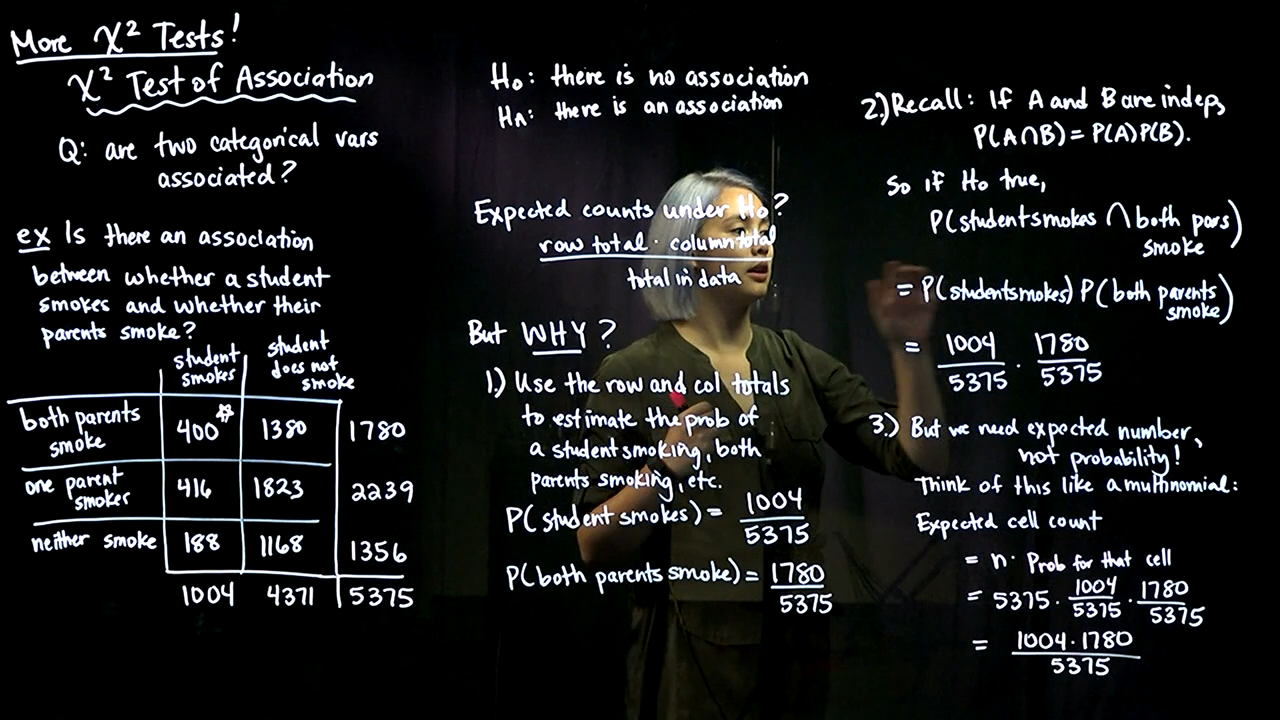 More χ² Tests!
χ² Test of Association
Q: are two categorical vars
associated?
ex Is there an association
between whether a student
smokes and whether their
parents smoke?
student smokes
student does not smoke
both parents smoke
400☆ 1380 1780
one parent smokes
416 1823 2239
neither smoke 188 1168 1356
1004 4371 5375
H₀: there is no association
H_A: there is an association
Expected counts under H₀?
row total · column total
total in data
But WHY?
1.) Use the row and col totals
to estimate the prob of
a student smoking, both
parents smoking, etc.
P(student smokes) = 1004/5375
P(both parents smoke) = 1780/5375
2.) Recall: If A and B are indep,
P(A∩B) = P(A)P(B).
So if H₀ true,
P(student smokes ∩ both pars
smoke)
= P(student smokes) P(both parents
smoke)
= 1004/5375 · 1780/5375
3.) But we need expected number,
not probability!
Think of this like a multinomial:
Expected cell count
= n · Prob for that cell
= 5375 · 1004/5375 · 1780/5375
= 1004·1780/5375